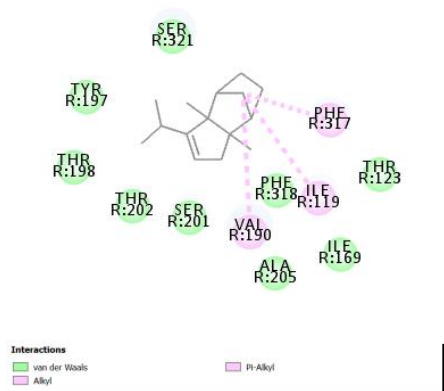 SER
R:321
TYR
R:197
PHE
R:317
THR
R:198
THR
R:123
PHE
R:318
ILE
R:119
THR
R:202
SER
R:201
VAL
R:190
ILE
R:169
ALA
R:205
Interactions
van der Waals
Alkyl
Pi-Alkyl